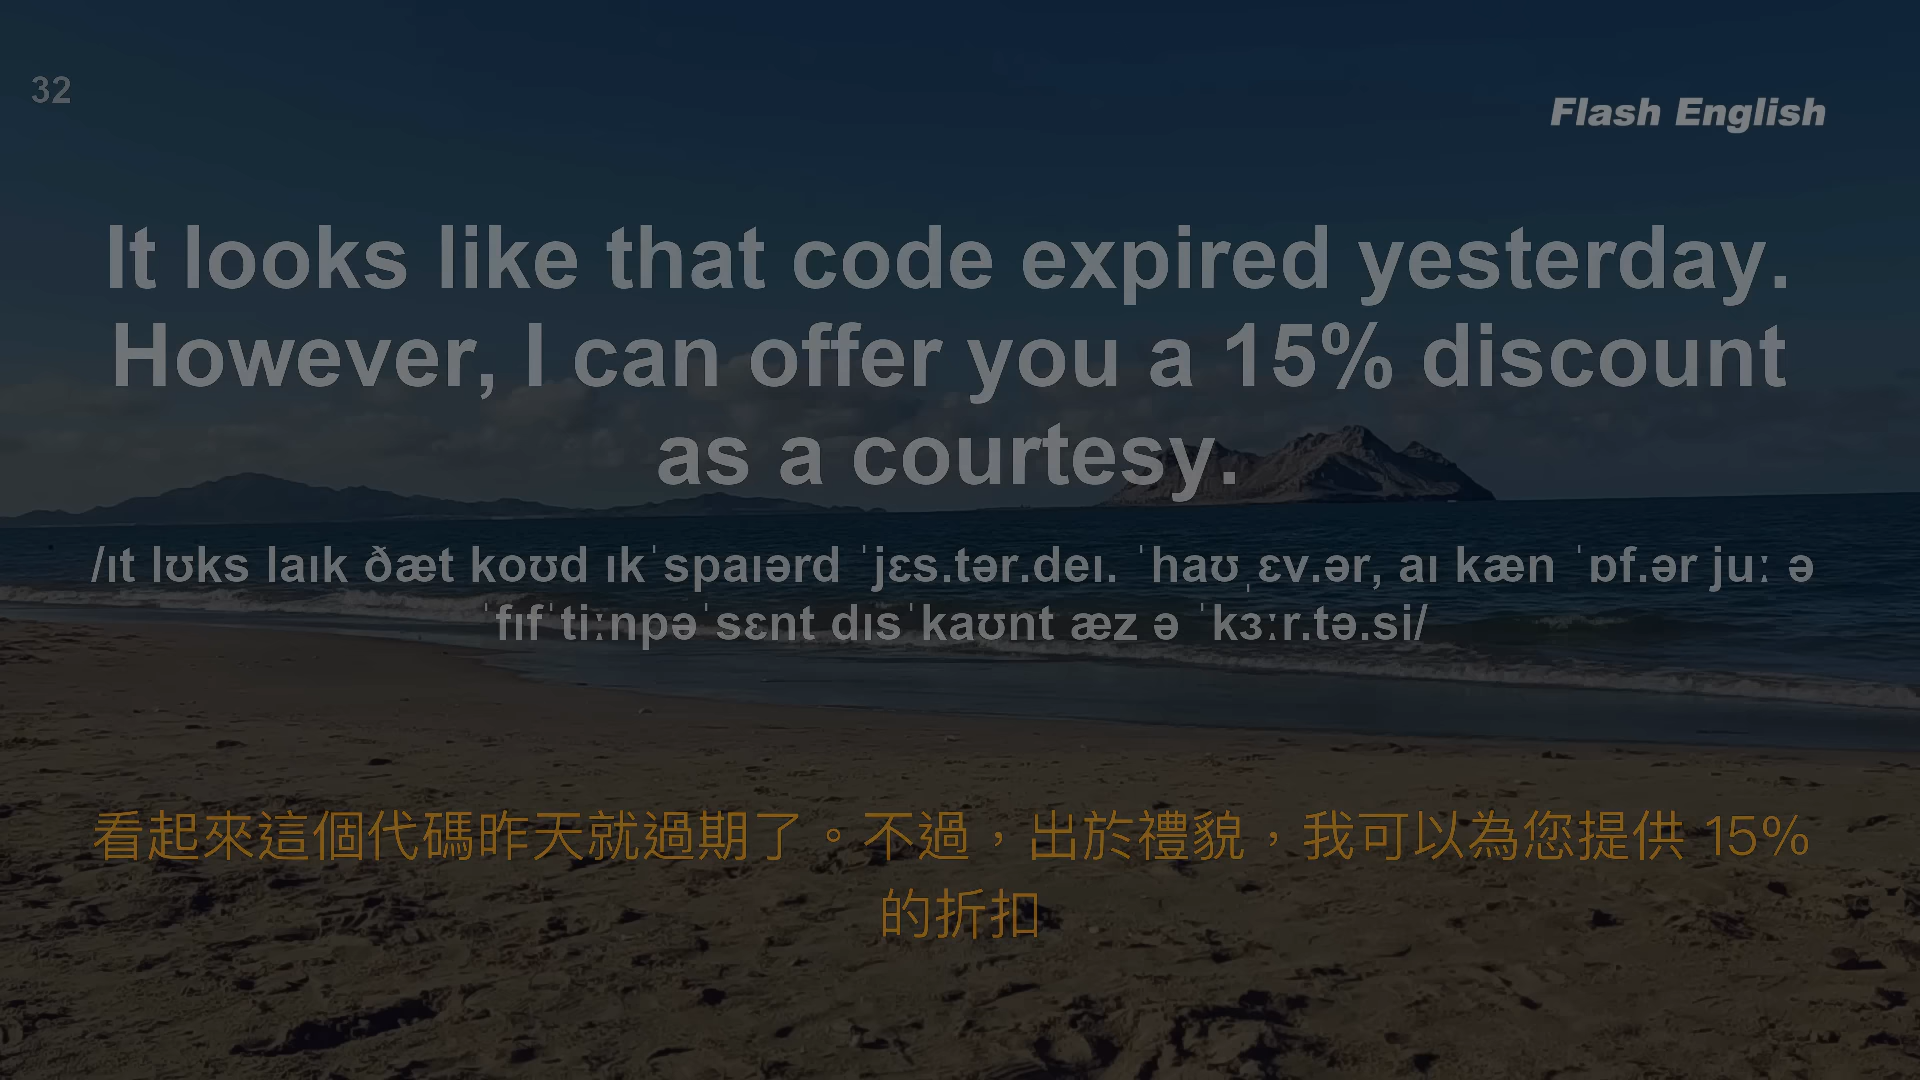 32
Flash English
It looks like that code expired yesterday.
However, I can offer you a 15% discount
as a courtesy.
/ɪt lʊks laɪk ðæt koʊd ɪkˈspaɪərd ˈjɛs.tər.deɪ. ˈhaʊˌɛv.ər, aɪ kæn ˈɒf.ər juː ə
ˈfɪfˈtiːnpəˈsɛnt dɪsˈkaʊnt æz ə ˈkɜːr.tə.si/
看起來這個代碼昨天就過期了。不過，出於禮貌，我可以為您提供 15%
的折扣